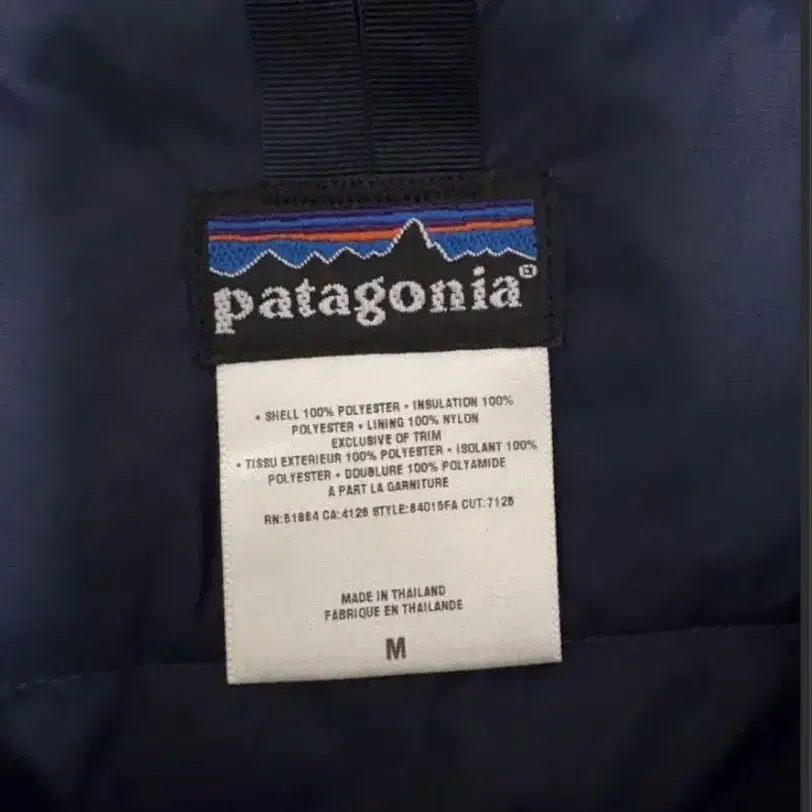 patagonia®
• SHELL 100% POLYESTER • INSULATION 100%
POLYESTER • LINING 100% NYLON
EXCLUSIVE OF TRIM
• TISSU EXTERIEUR 100% POLYESTER • ISOLANT 100%
POLYESTER • DOUBLURE 100% POLYAMIDE
A PART LA GARNITURE
RN:51884 CA:4128 STYLE:84015FA CUT:7126
MADE IN THAILAND
FABRIQUE EN THAILANDE
M